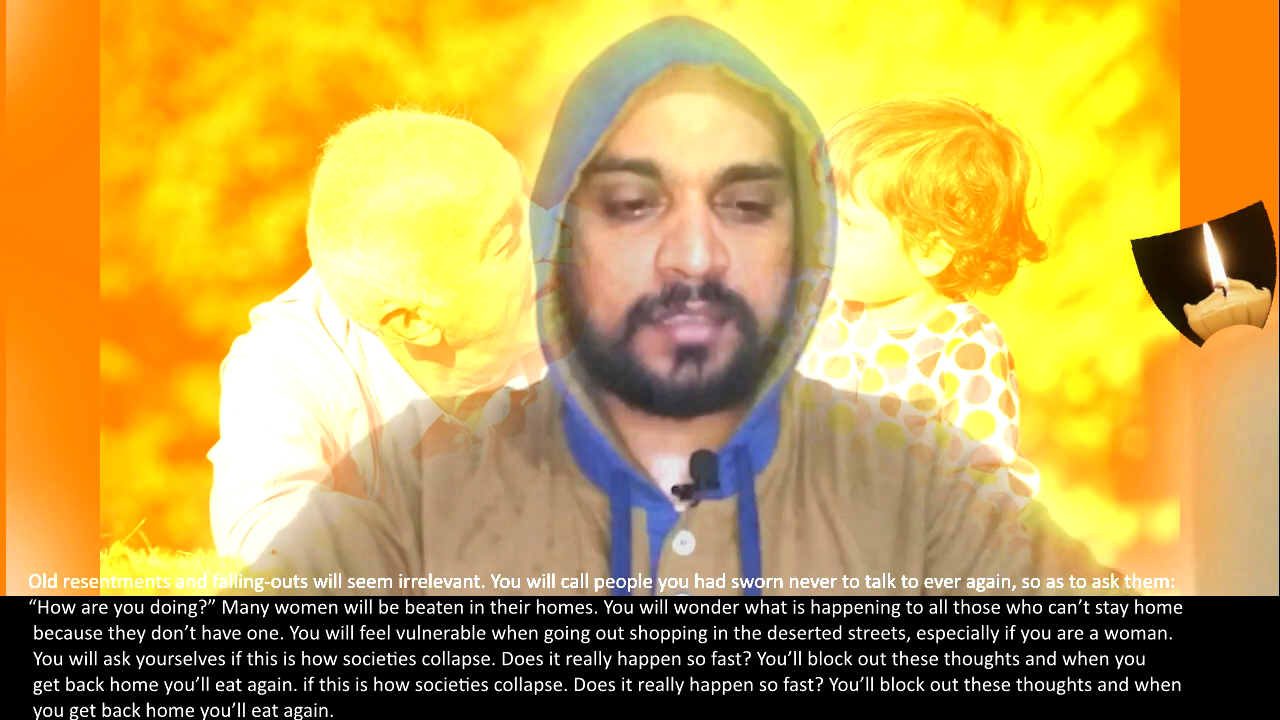 Old resentments and falling-outs will seem irrelevant. You will call people you had sworn never to talk to ever again, so as to ask them:
“How are you doing?” Many women will be beaten in their homes. You will wonder what is happening to all those who can’t stay home
because they don’t have one. You will feel vulnerable when going out shopping in the deserted streets, especially if you are a woman.
You will ask yourselves if this is how societies collapse. Does it really happen so fast? You’ll block out these thoughts and when you
get back home you’ll eat again. if this is how societies collapse. Does it really happen so fast? You’ll block out these thoughts and when
you get back home you’ll eat again.